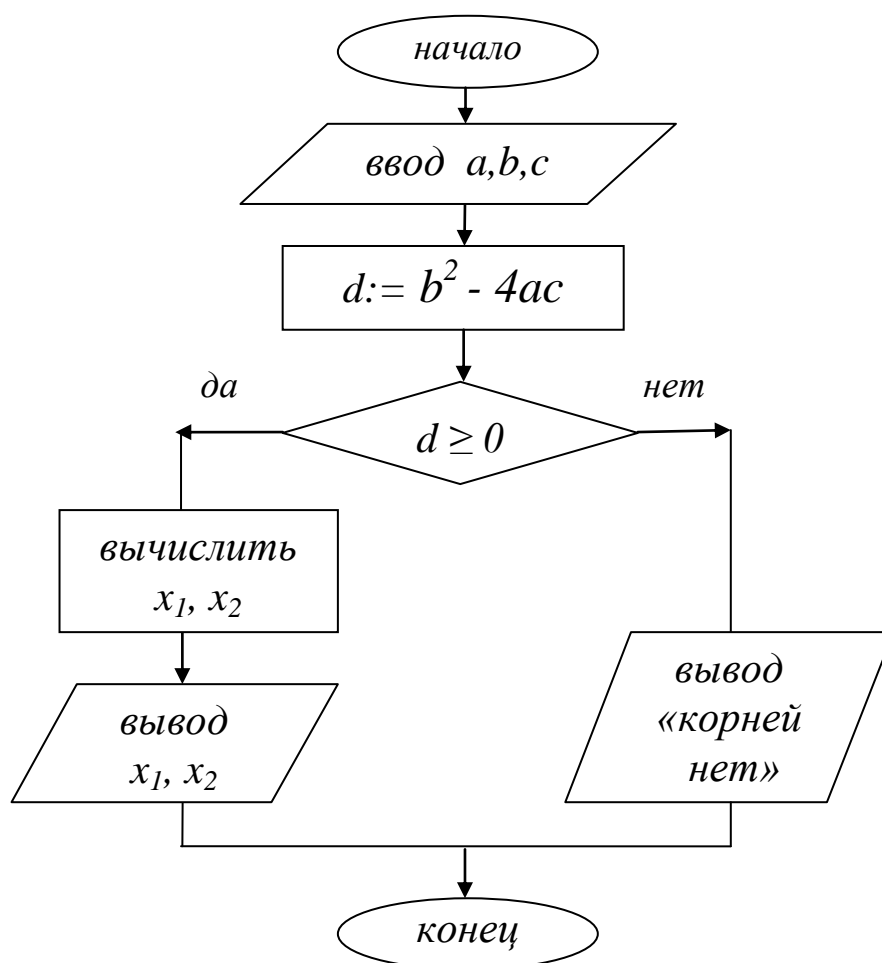 начало
ввод a,b,c
d:= b² - 4ac
да
нет
d ≥ 0
вычислить
x₁, x₂
вывод
x₁, x₂
вывод
«корней
нет»
конец